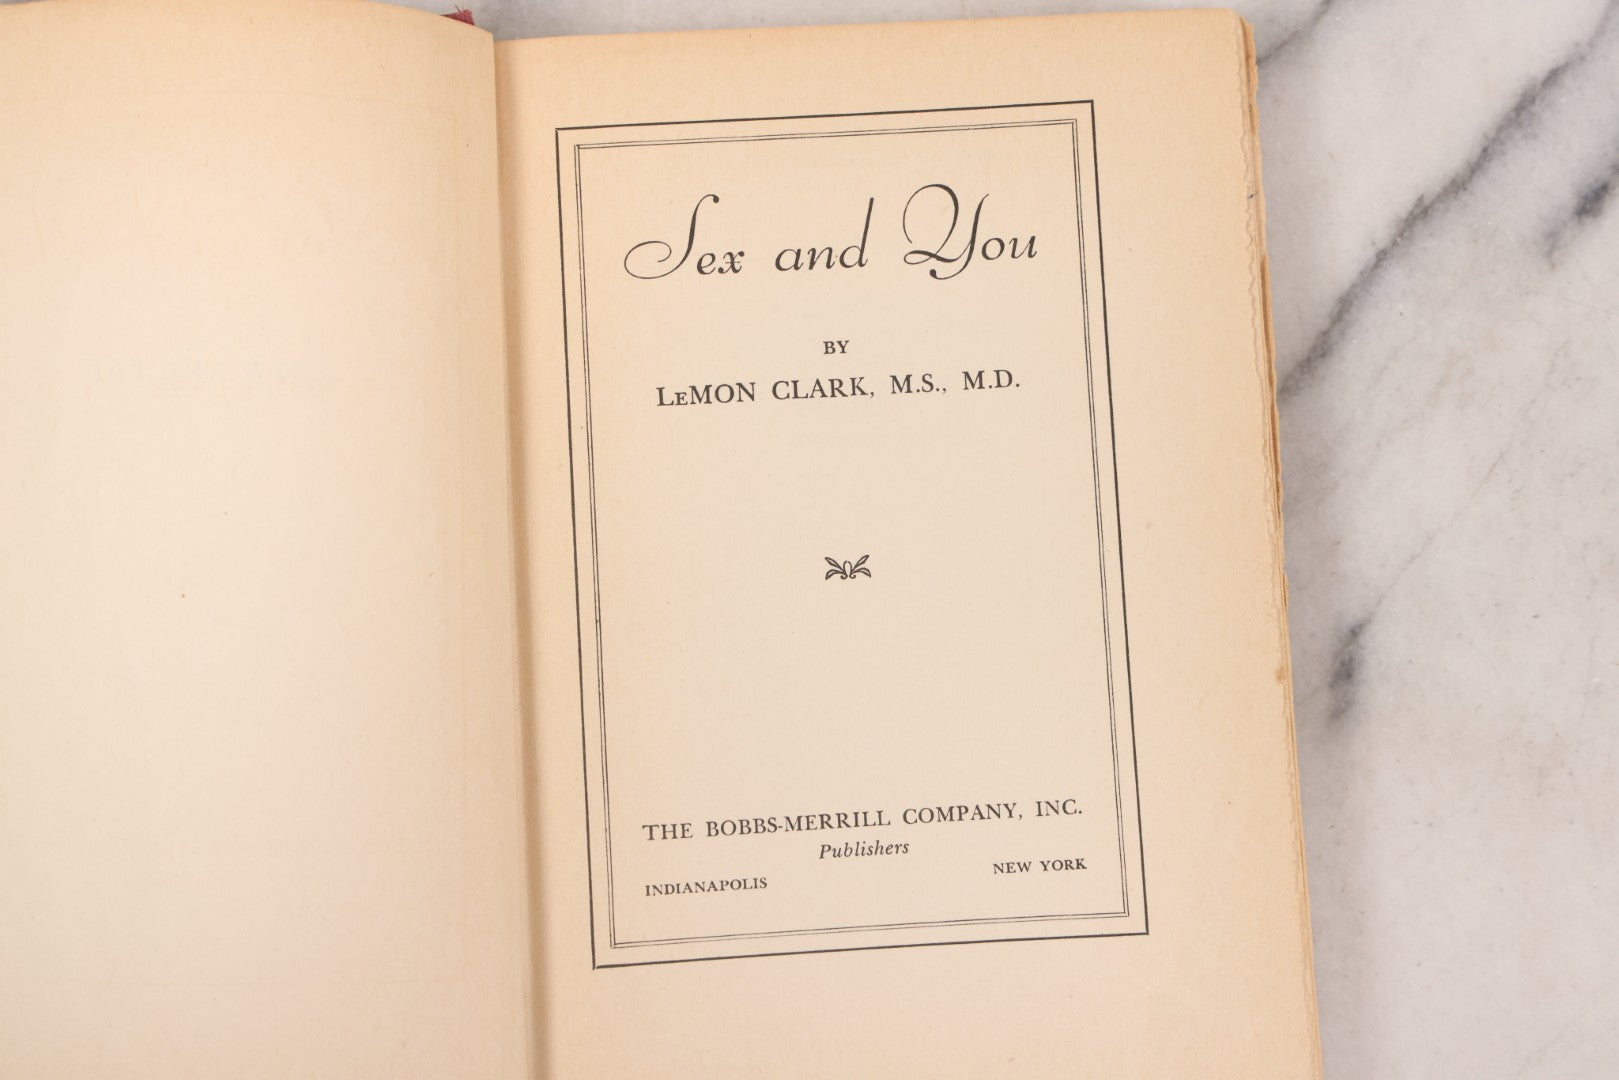 Sex and You
BY
LEMON CLARK, M.S., M.D.
THE BOBBS-MERRILL COMPANY, INC.
Publishers
INDIANAPOLIS NEW YORK